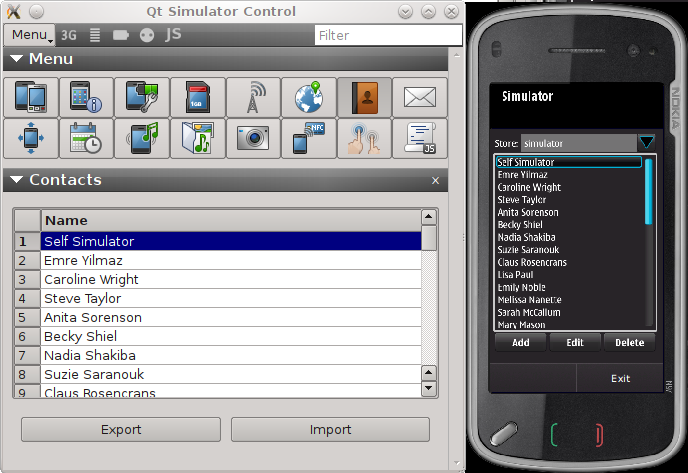 Qt Simulator Control
Menu 3G JS Filter
Menu
1GB
NFC
JS
Contacts x
Name
1 Self Simulator
2 Emre Yilmaz
3 Caroline Wright
4 Steve Taylor
5 Anita Sorenson
6 Becky Shiel
7 Nadia Shakiba
8 Suzie Saranouk
9 Claus Rosencrans
Export Import
NOKIA
Simulator
Store: simulator
Self Simulator
Emre Yilmaz
Caroline Wright
Steve Taylor
Anita Sorenson
Becky Shiel
Nadia Shakiba
Suzie Saranouk
Claus Rosencrans
Lisa Paul
Emily Noble
Melissa Nanette
Sarah McCallum
Mary Mason
Add Edit Delete
Exit